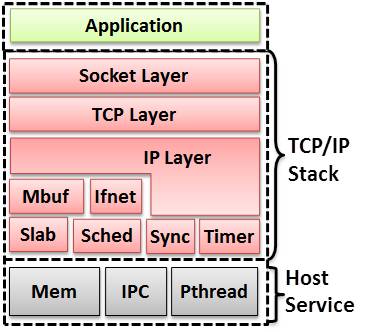 Application
Socket Layer
TCP Layer
IP Layer
Mbuf Ifnet
Slab Sched Sync Timer
TCP/IP
Stack
Mem IPC Pthread
Host
Service